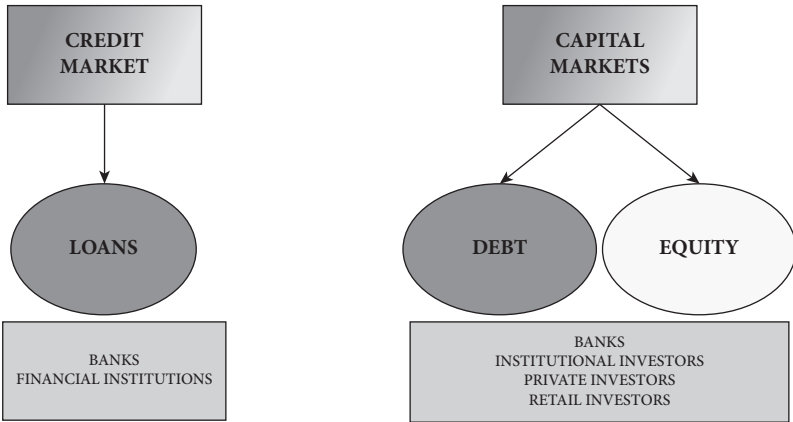 CREDIT
MARKET
CAPITAL
MARKETS
LOANS
DEBT
EQUITY
BANKS
FINANCIAL INSTITUTIONS
BANKS
INSTITUTIONAL INVESTORS
PRIVATE INVESTORS
RETAIL INVESTORS